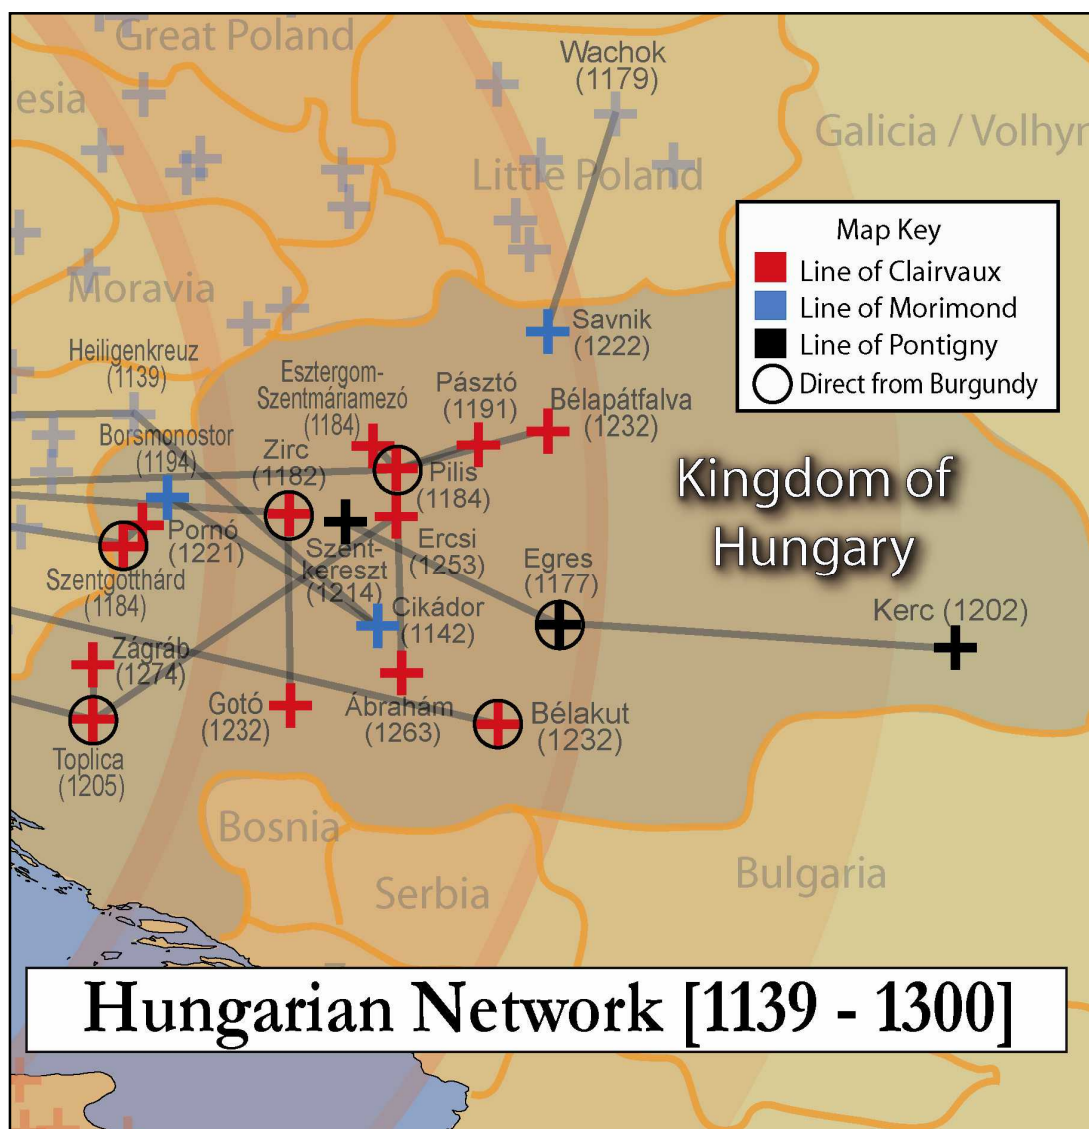 Great Poland
Wachok
(1179)
esia
Galicia / Volhyn
Little Poland
Map Key
Line of Clairvaux
Line of Morimond
Line of Pontigny
Direct from Burgundy
Moravia
Savnik
(1222)
Heiligenkreuz
(1139)
Esztergom-
Szentmáriamezó
(1184)
Pásztó
(1191)
Bélapátfalva
(1232)
Borsmonostor
(1194)
Zirc
(1182)
Pilis
(1184)
Kingdom of
Hungary
Pornó
(1221)
Szent-
kereszt
(1214)
Ercsi
(1253)
Egres
(1177)
Szentgotthárd
(1184)
Cikádor
(1142)
Kerc (1202)
Zágráb
(1274)
Gotó
(1232)
Ábrahám
(1263)
Bélakut
(1232)
Toplica
(1205)
Bosnia
Serbia
Bulgaria
Hungarian Network [1139 - 1300]